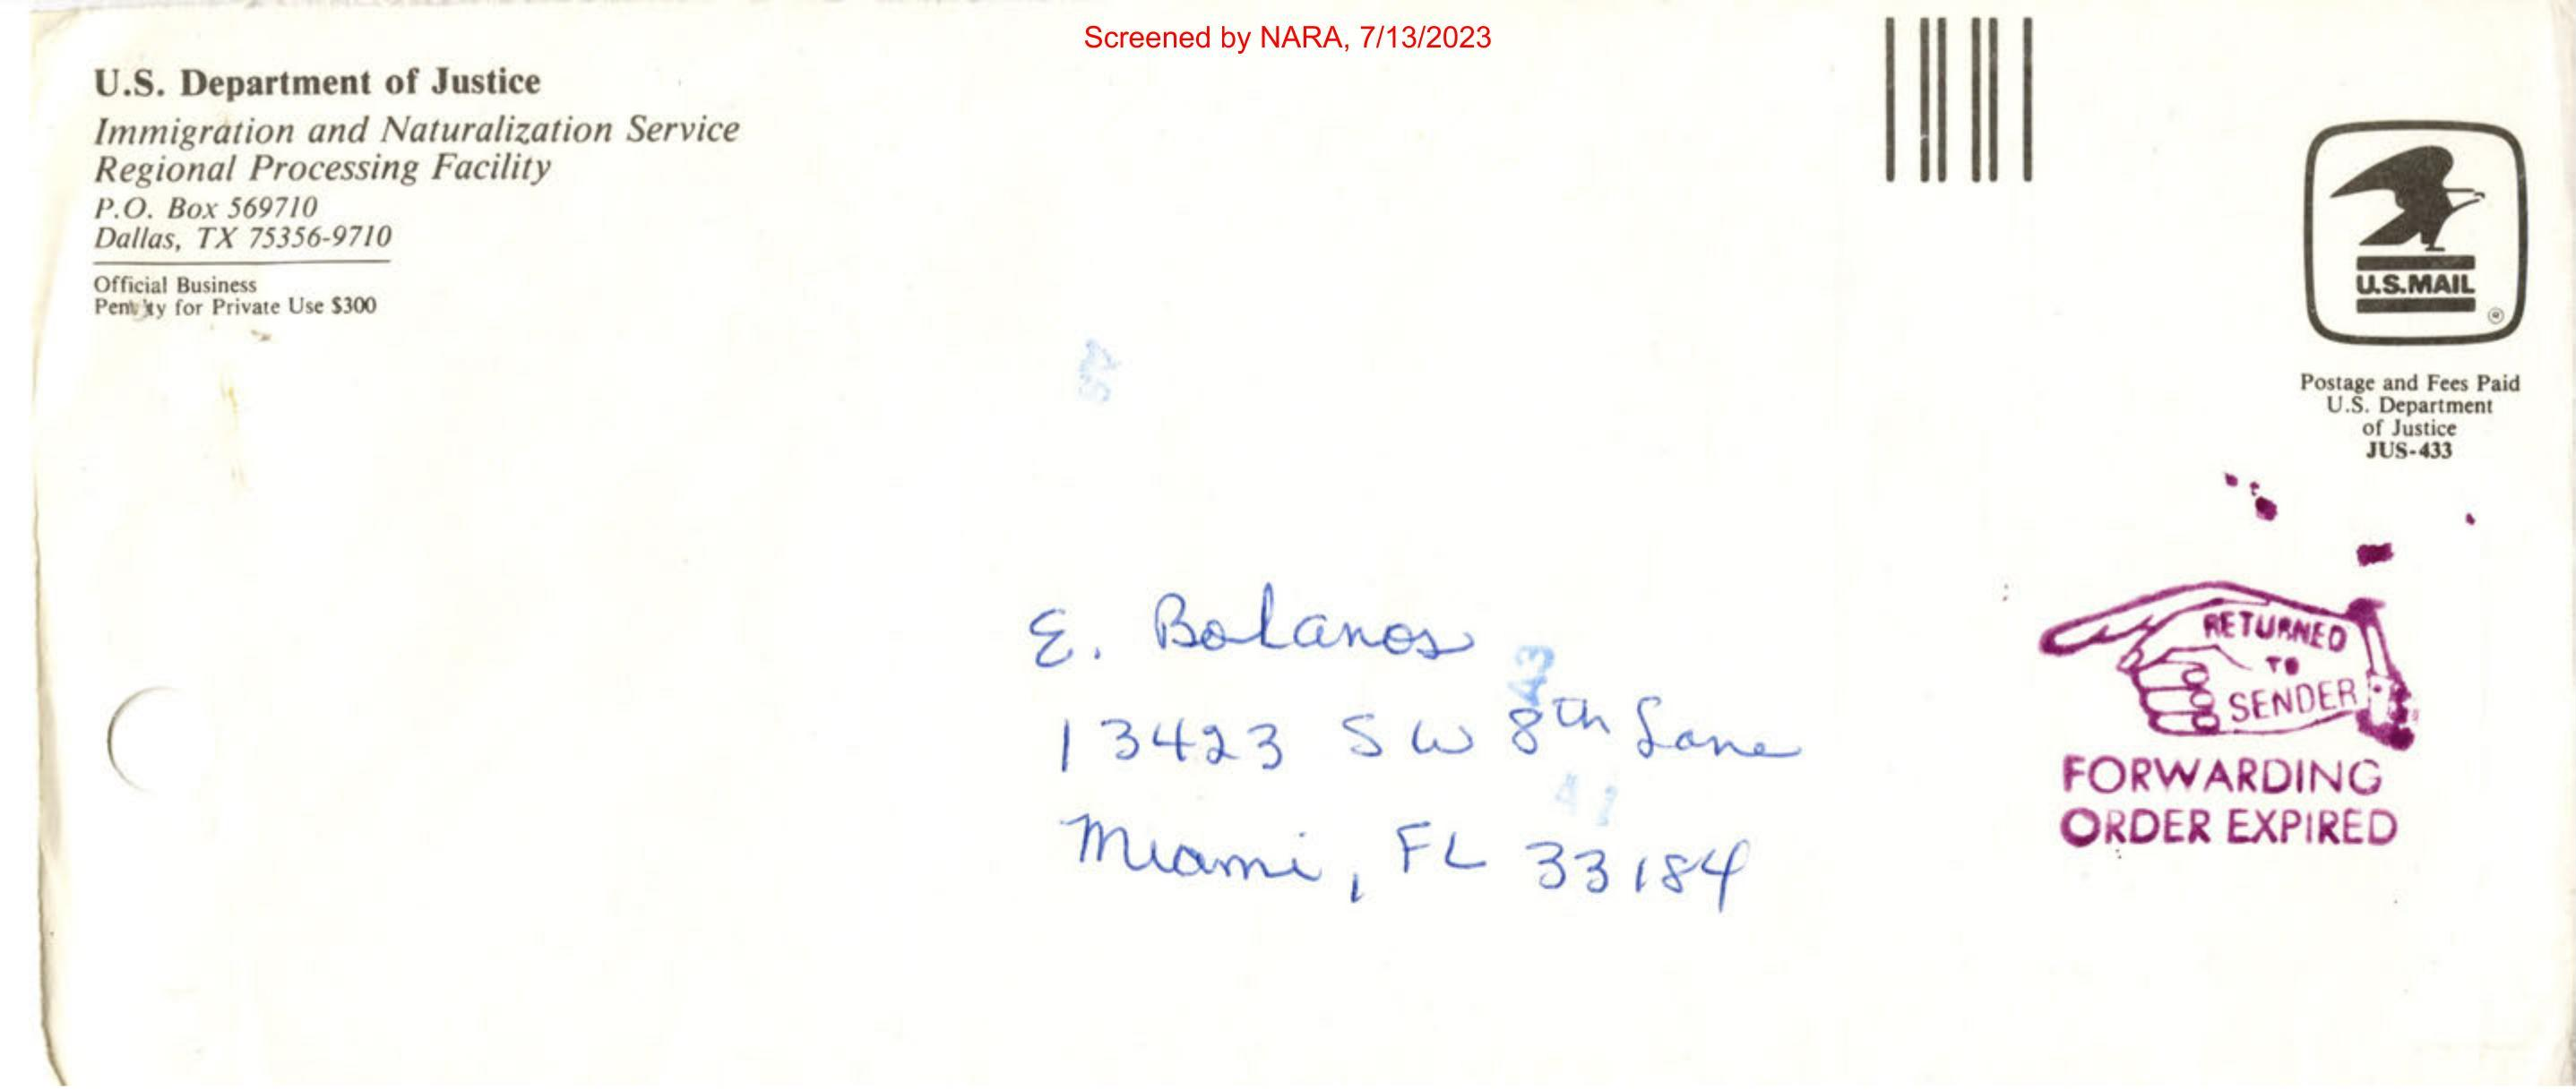 Screened by NARA, 7/13/2023
U.S. Department of Justice
Immigration and Naturalization Service
Regional Processing Facility
P.O. Box 569710
Dallas, TX 75356-9710
Official Business
Penalty for Private Use $300
U.S.MAIL
®
Postage and Fees Paid
U.S. Department
of Justice
JUS-433
E. Bolanos
13423 SW 8th Lane
Miami, FL 33184
A3
RETURNED
TO
SENDER
FORWARDING
ORDER EXPIRED